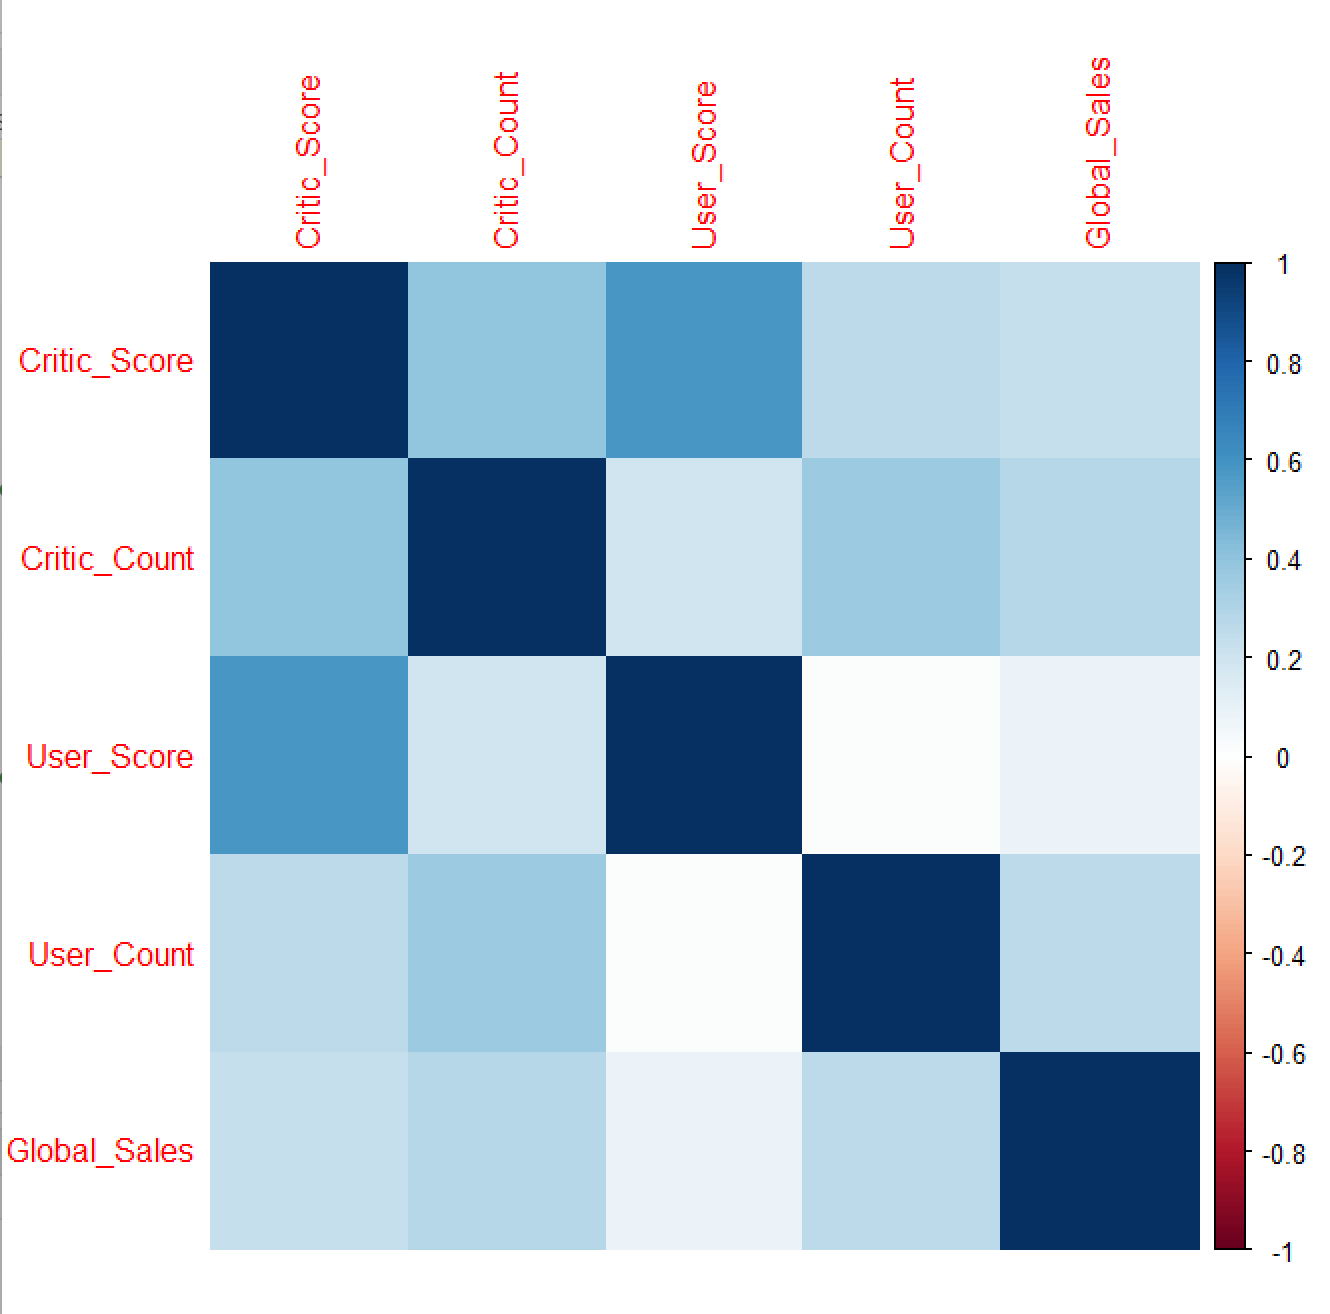 Critic_Score
Critic_Count
User_Score
User_Count
Global_Sales
Critic_Score
Critic_Count
User_Score
User_Count
Global_Sales
1
0.8
0.6
0.4
0.2
0
-0.2
-0.4
-0.6
-0.8
-1